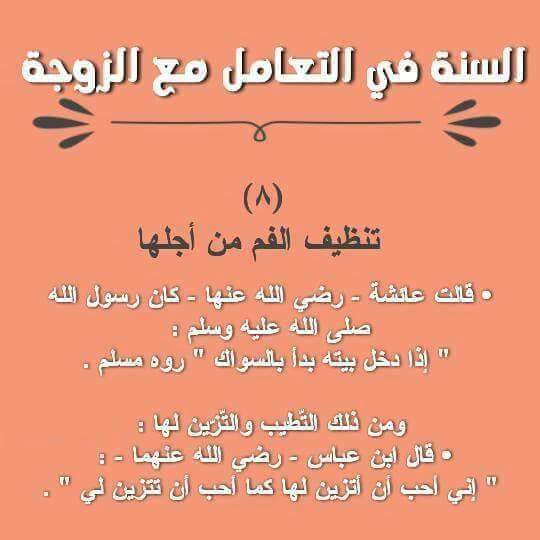 السنة في التعامل مع الزوجة
(٨)
تنظيف الفم من أجلها
• قالت عائشة - رضي الله عنها - كان رسول الله
صلى الله عليه وسلم :
" إذا دخل بيته بدأ بالسواك " روه مسلم .
ومن ذلك التّطيب والتّزين لها :
• قال ابن عباس - رضي الله عنهما - :
" إني أحب أن أتزين لها كما أحب أن تتزين لي " .